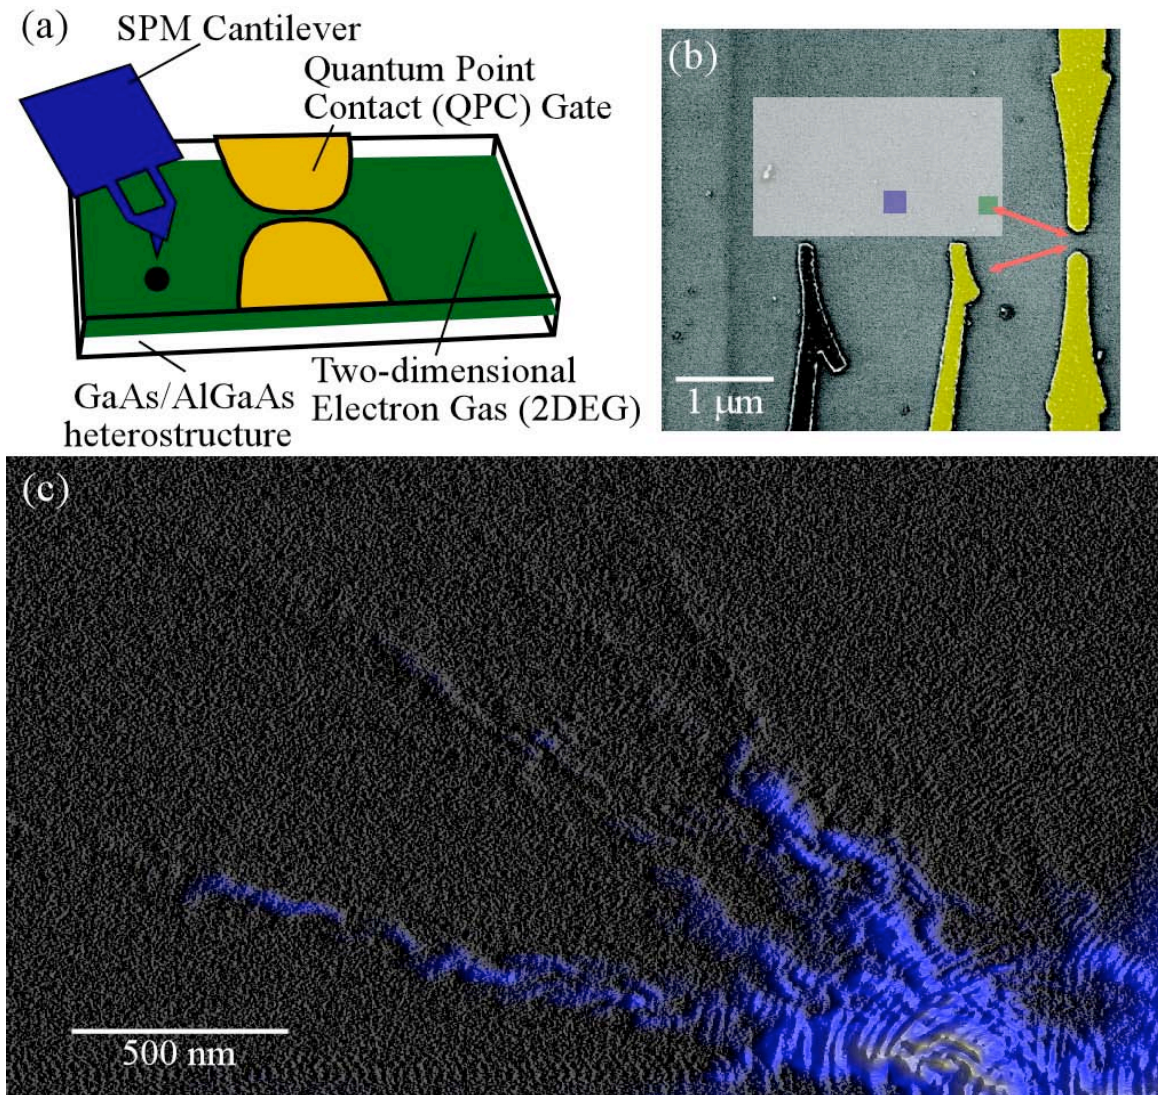 (a)
SPM Cantilever
Quantum Point
Contact (QPC) Gate
GaAs/AlGaAs
heterostructure
Two-dimensional
Electron Gas (2DEG)
(b)
1 μm
(c)
500 nm